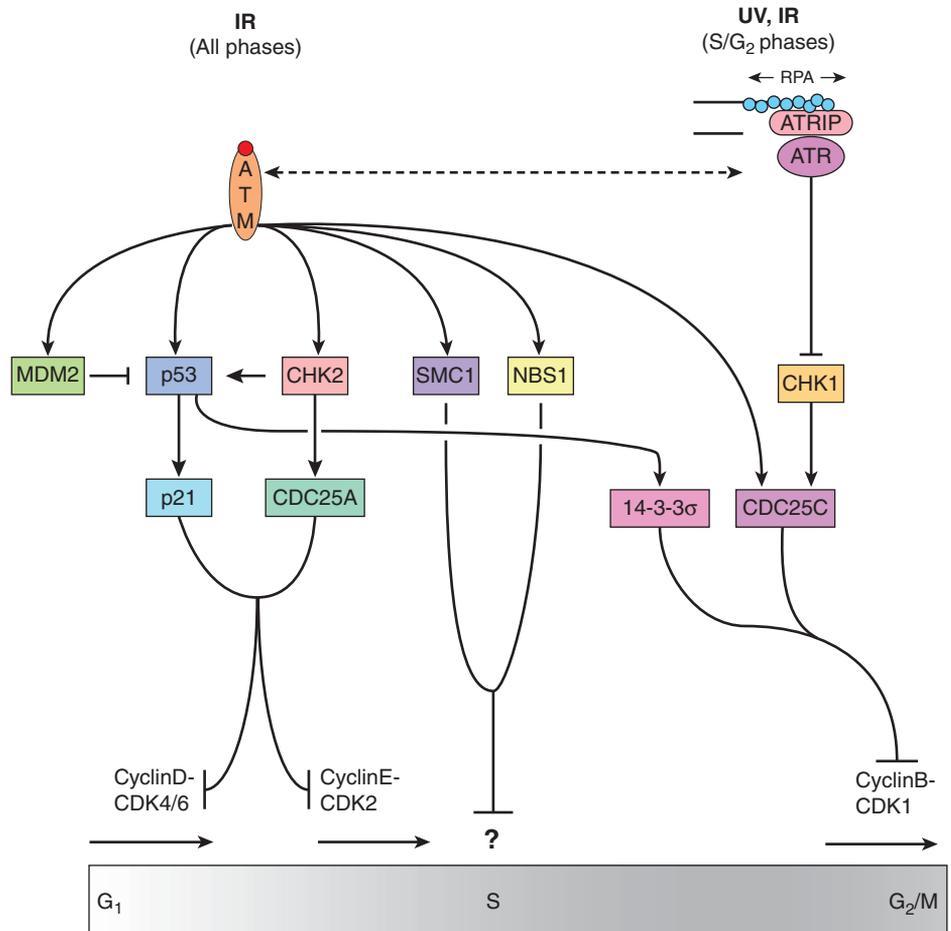 IR
(All phases)
UV, IR
(S/G₂ phases)
RPA
ATRIP
ATR
A
T
M
MDM2
p53
CHK2
SMC1
NBS1
CHK1
p21
CDC25A
14-3-3σ
CDC25C
CyclinD-
CDK4/6
CyclinE-
CDK2
CyclinB-
CDK1
?
G₁
S
G₂/M